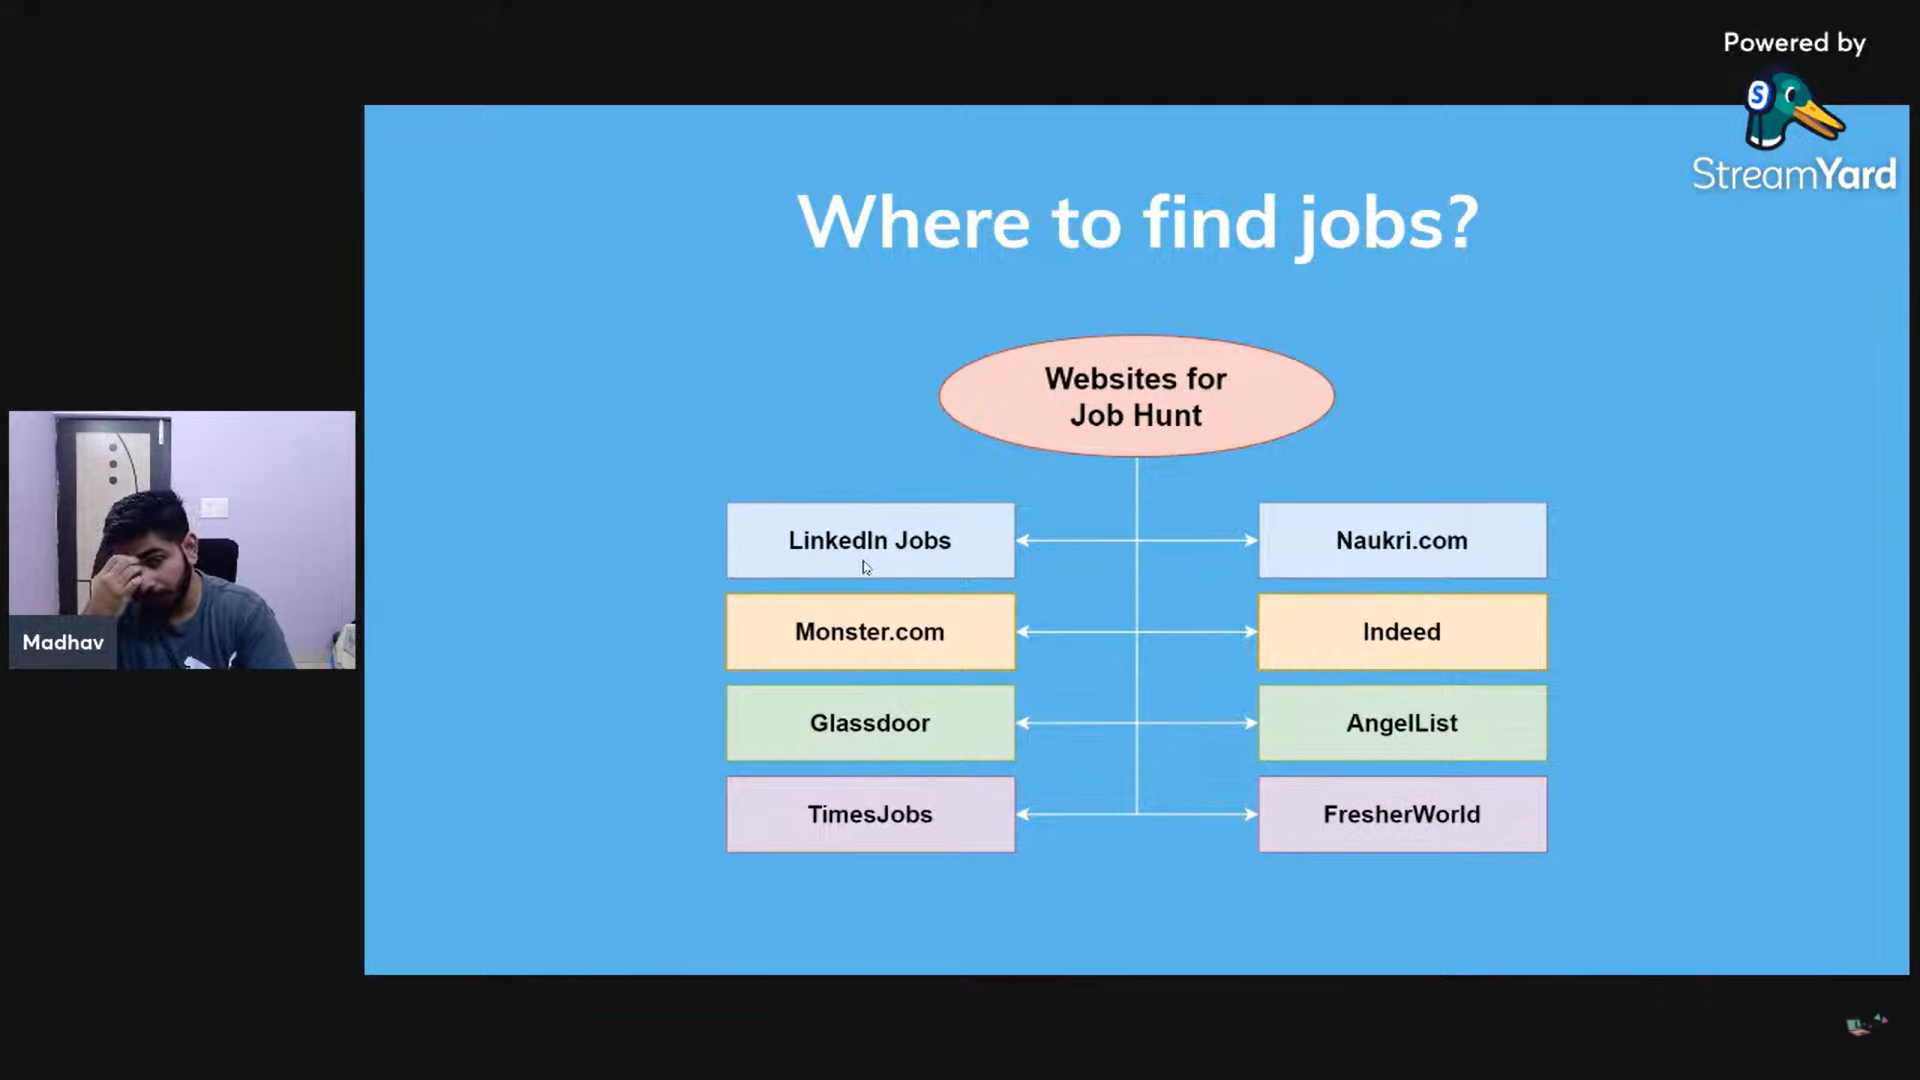 Powered by
StreamYard
Where to find jobs?
Websites for
Job Hunt
LinkedIn Jobs
Naukri.com
Monster.com
Indeed
Glassdoor
AngelList
TimesJobs
FresherWorld
Madhav